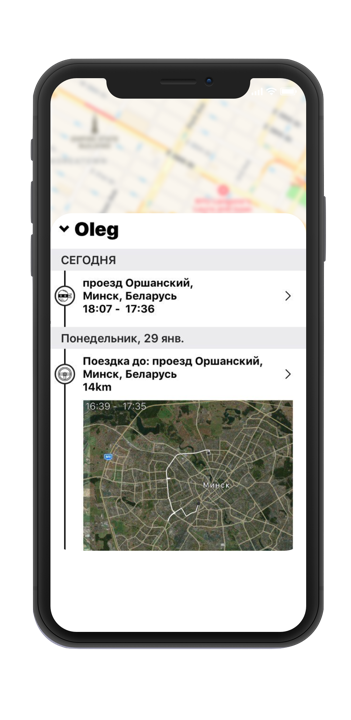 Oleg
СЕГОДНЯ
проезд Оршанский,
Минск, Беларусь
18:07 - 17:36
Понедельник, 29 янв.
Поездка до: проезд Оршанский,
Минск, Беларусь
14km
16:39 - 17:35
Минск